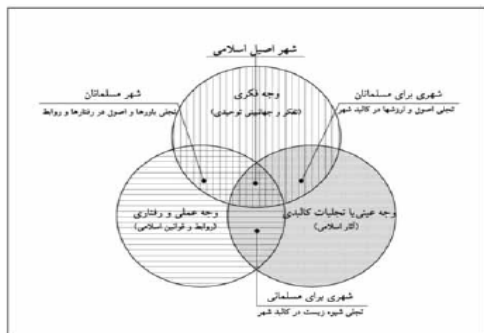 شهر اصیل اسلامی
وجه فکری
(تفکر و جهانبینی توحیدی)
شهری برای مسلمانان
تجلی اصول و ارزشها در کالبد شهر
شهر مسلمانان
تجلی باورها و اصول در رفتارها و روابط
وجه عینی یا تجلیات کالبدی
(آثار اسلامی)
وجه عملی و رفتاری
(روابط و قوانین اسلامی)
شهری برای مسلمانی
تجلی شیوه زیست در کالبد شهر